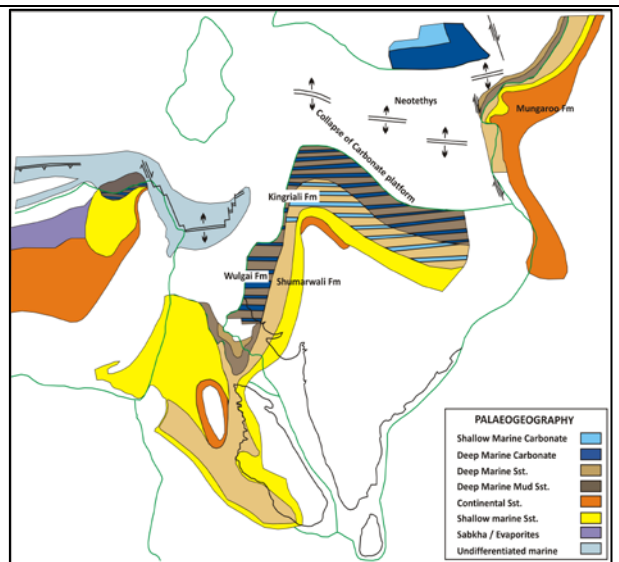 Neotethys
Mungaroo Fm
Collapse of Carbonate platform
Kingriali Fm
Wulgai Fm
Shumarwali Fm
PALAEOGEOGRAPHY
Shallow Marine Carbonate
Deep Marine Carbonate
Deep Marine Sst.
Deep Marine Mud Sst.
Continental Sst.
Shallow marine Sst.
Sabkha / Evaporites
Undifferentiated marine